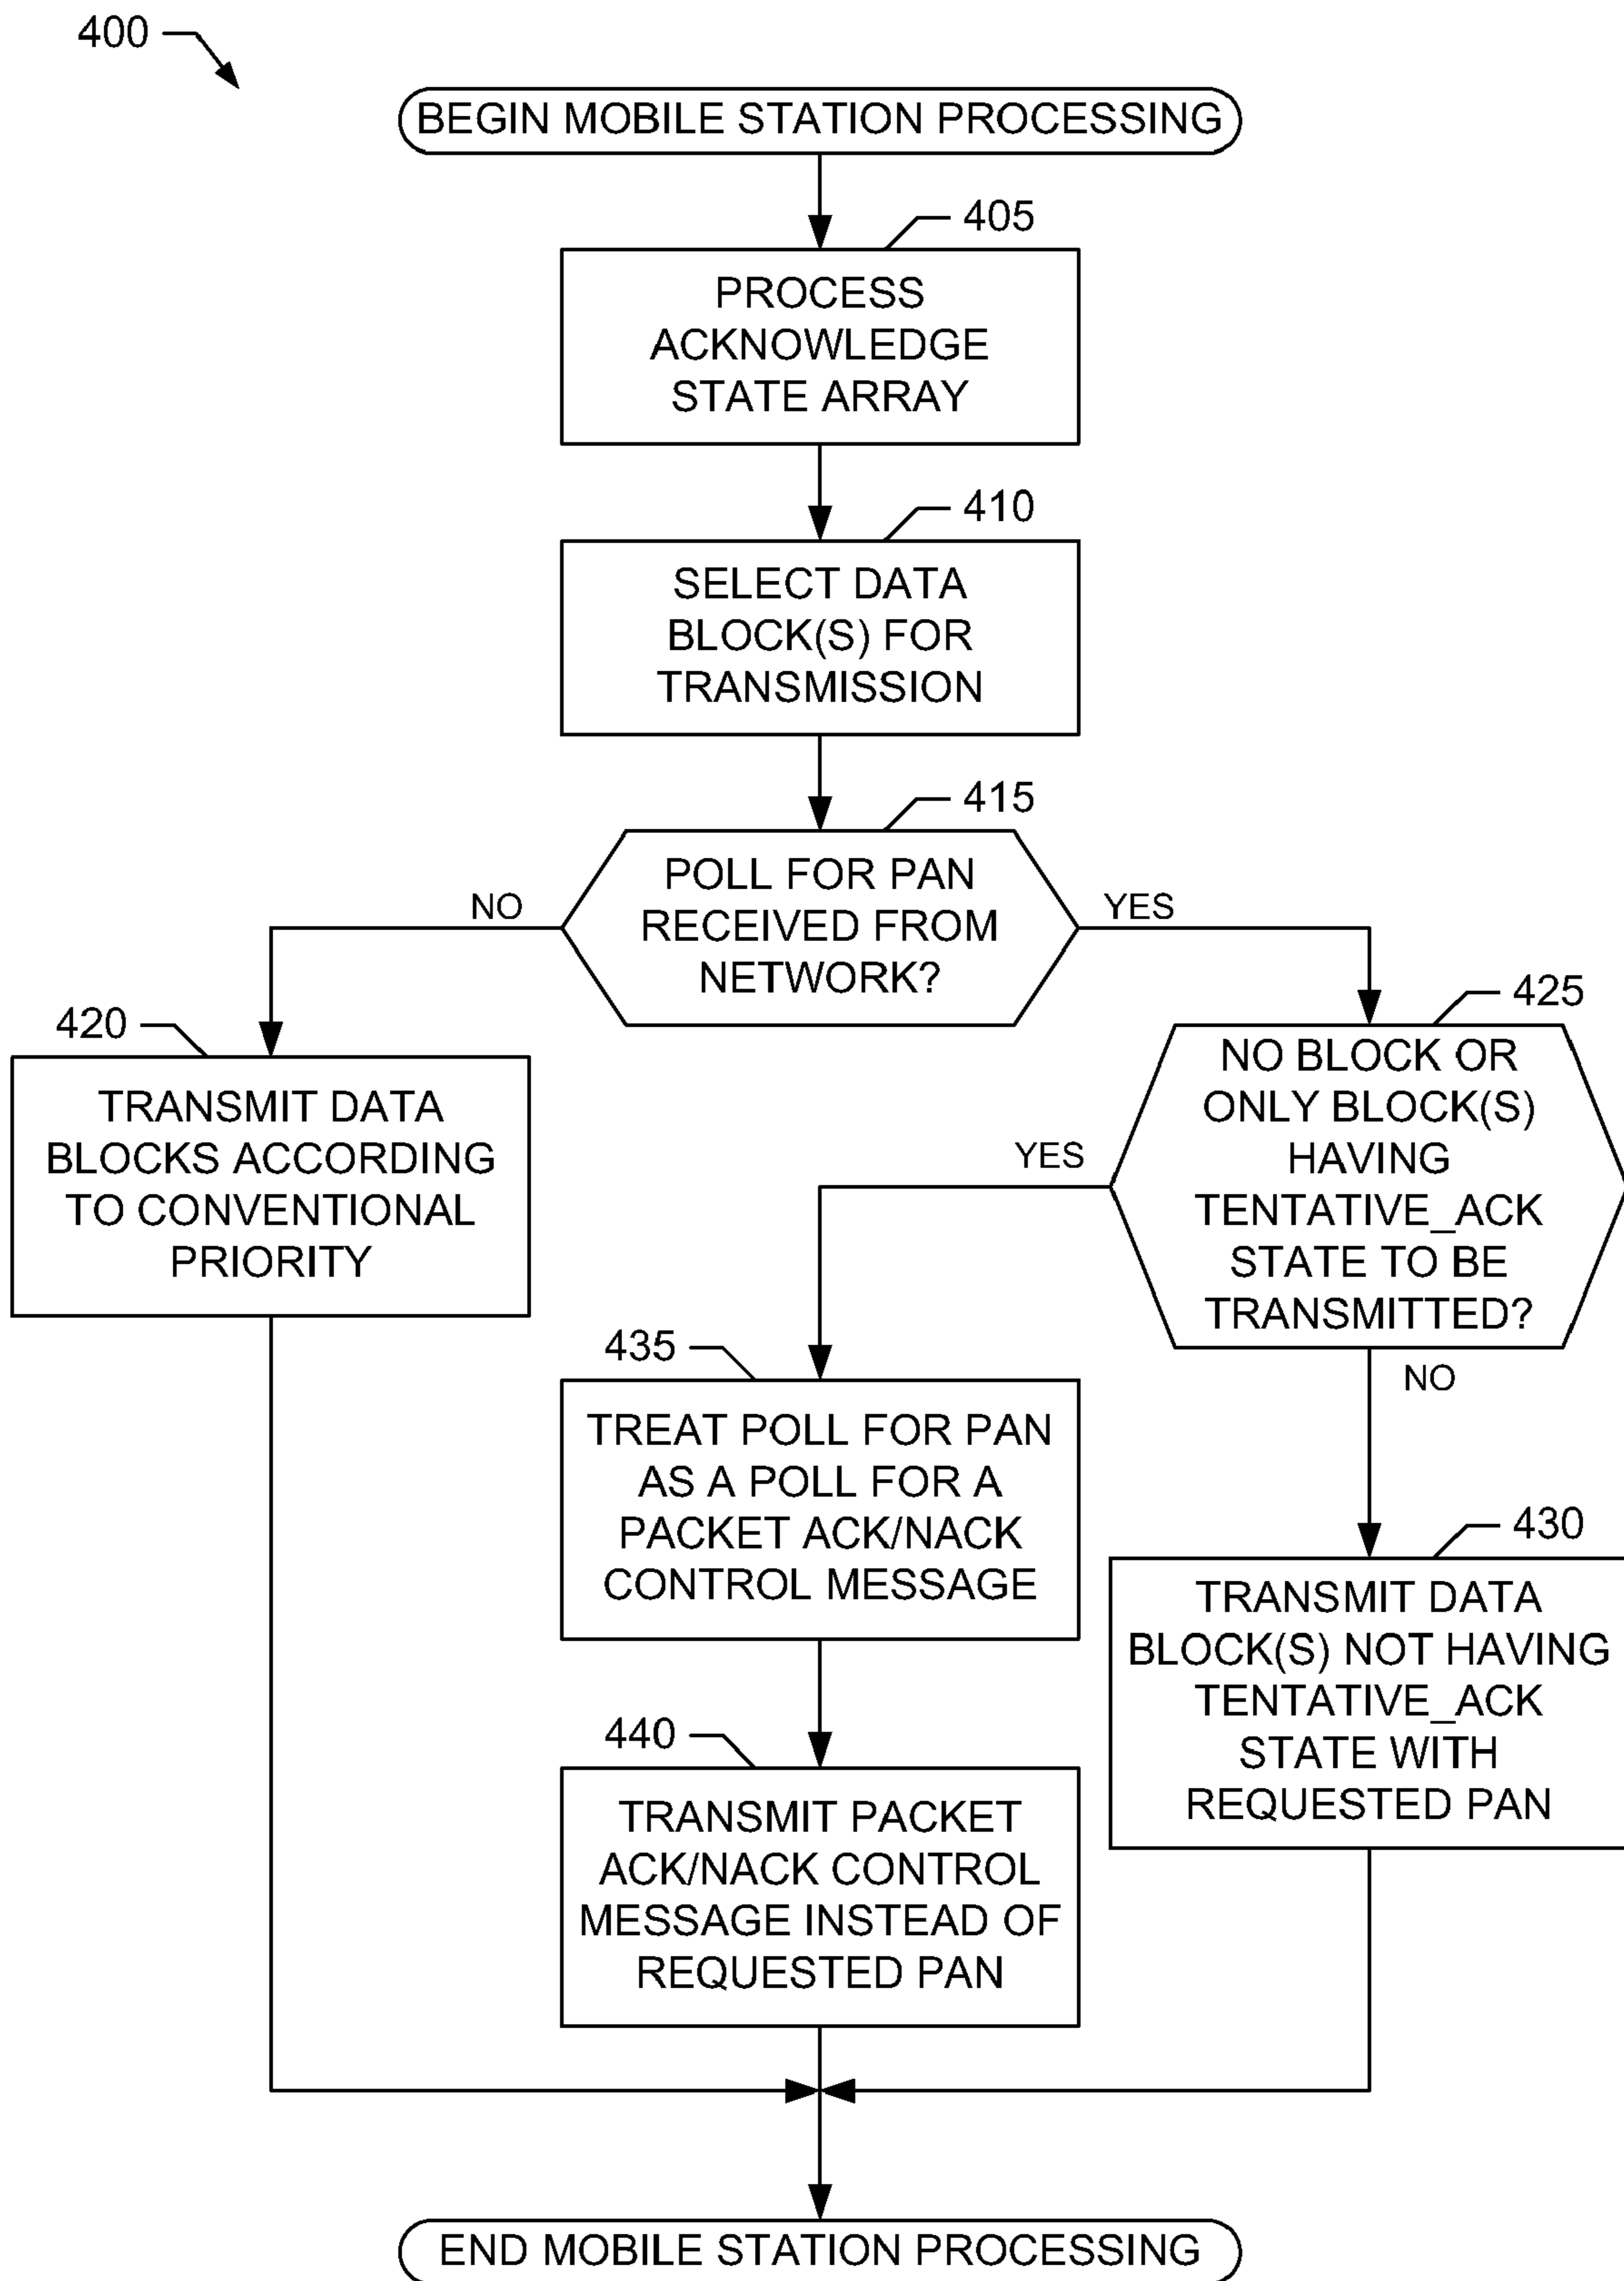 400
BEGIN MOBILE STATION PROCESSING
405
PROCESS
ACKNOWLEDGE
STATE ARRAY
410
SELECT DATA
BLOCK(S) FOR
TRANSMISSION
415
POLL FOR PAN
RECEIVED FROM
NETWORK?
NO
YES
420
TRANSMIT DATA
BLOCKS ACCORDING
TO CONVENTIONAL
PRIORITY
425
NO BLOCK OR
ONLY BLOCK(S)
HAVING
TENTATIVE_ACK
STATE TO BE
TRANSMITTED?
YES
NO
435
TREAT POLL FOR PAN
AS A POLL FOR A
PACKET ACK/NACK
CONTROL MESSAGE
430
TRANSMIT DATA
BLOCK(S) NOT HAVING
TENTATIVE_ACK
STATE WITH
REQUESTED PAN
440
TRANSMIT PACKET
ACK/NACK CONTROL
MESSAGE INSTEAD OF
REQUESTED PAN
END MOBILE STATION PROCESSING